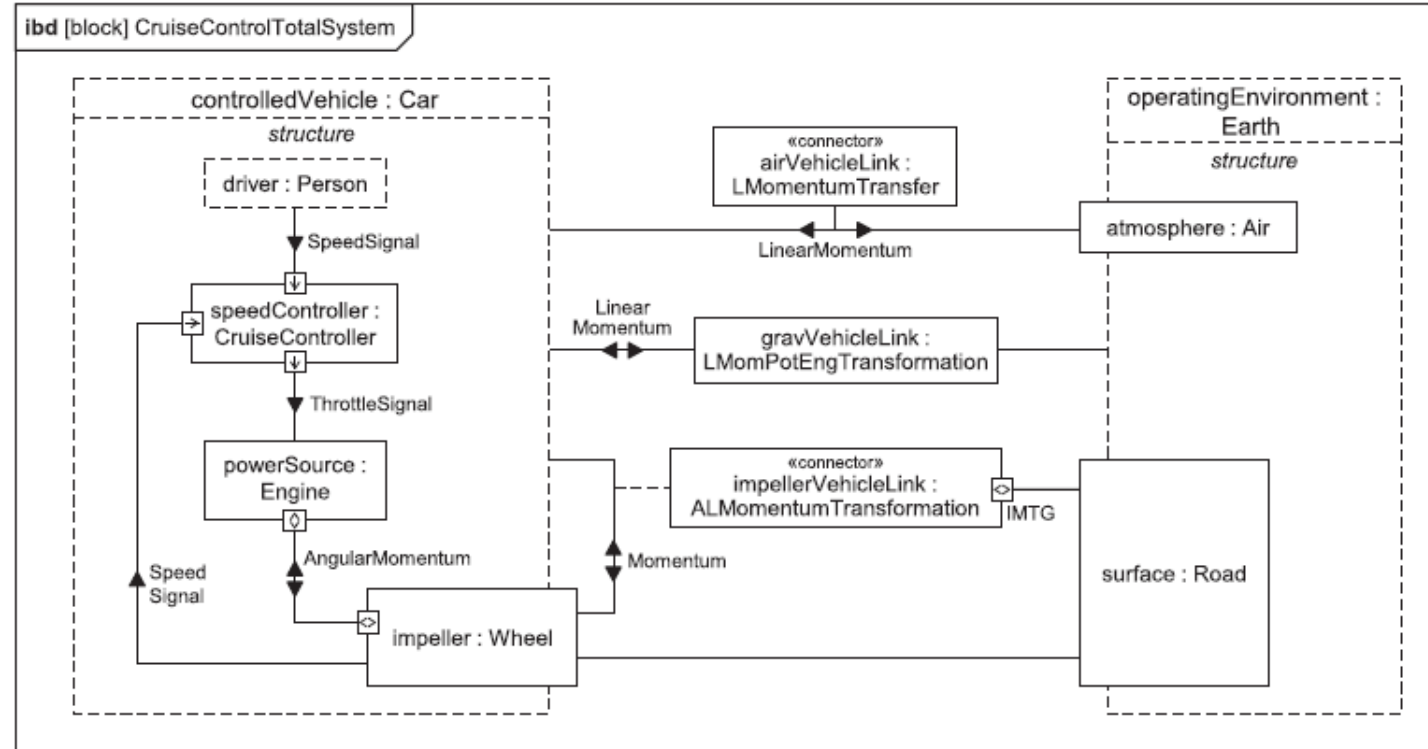 ibd [block] CruiseControlTotalSystem
controlledVehicle : Car
structure
driver : Person
SpeedSignal
speedController :
CruiseController
ThrottleSignal
powerSource :
Engine
AngularMomentum
Speed
Signal
impeller : Wheel
«connector»
airVehicleLink :
LMomentumTransfer
LinearMomentum
Linear
Momentum
gravVehicleLink :
LMomPotEngTransformation
«connector»
impellerVehicleLink :
ALMomentumTransformation
IMTG
Momentum
operatingEnvironment :
Earth
structure
atmosphere : Air
surface : Road